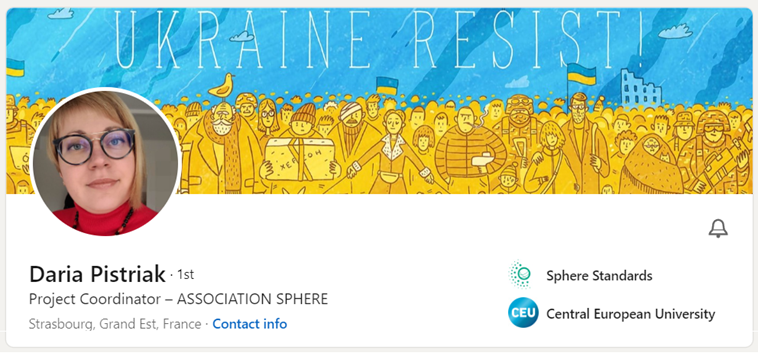 UKRAINE RESIST!
ХЕРСОН
Daria Pistriak · 1st
Project Coordinator – ASSOCIATION SPHERE
Strasbourg, Grand Est, France · Contact info
Sphere Standards
CEU
Central European University